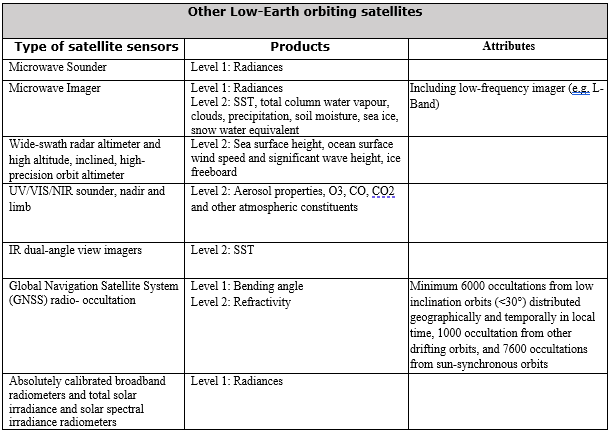 Other Low-Earth orbiting satellites
Type of satellite sensors Products Attributes
Microwave Sounder Level 1: Radiances
Microwave Imager Level 1: Radiances Including low-frequency imager (e.g. L-
Level 2: SST, total column water vapour, Band)
clouds, precipitation, soil moisture, sea ice,
snow water equivalent
Wide-swath radar altimeter and Level 2: Sea surface height, ocean surface
high altitude, inclined, high- wind speed and significant wave height, ice
precision orbit altimeter freeboard
UV/VIS/NIR sounder, nadir and Level 2: Aerosol properties, O3, CO, CO2
limb and other atmospheric constituents
IR dual-angle view imagers Level 2: SST
Global Navigation Satellite System Level 1: Bending angle Minimum 6000 occultations from low
(GNSS) radio- occultation Level 2: Refractivity inclination orbits (<30°) distributed
geographically and temporally in local
time, 1000 occultation from other
drifting orbits, and 7600 occultations
from sun-synchronous orbits
Absolutely calibrated broadband Level 1: Radiances
radiometers and total solar
irradiance and solar spectral
irradiance radiometers